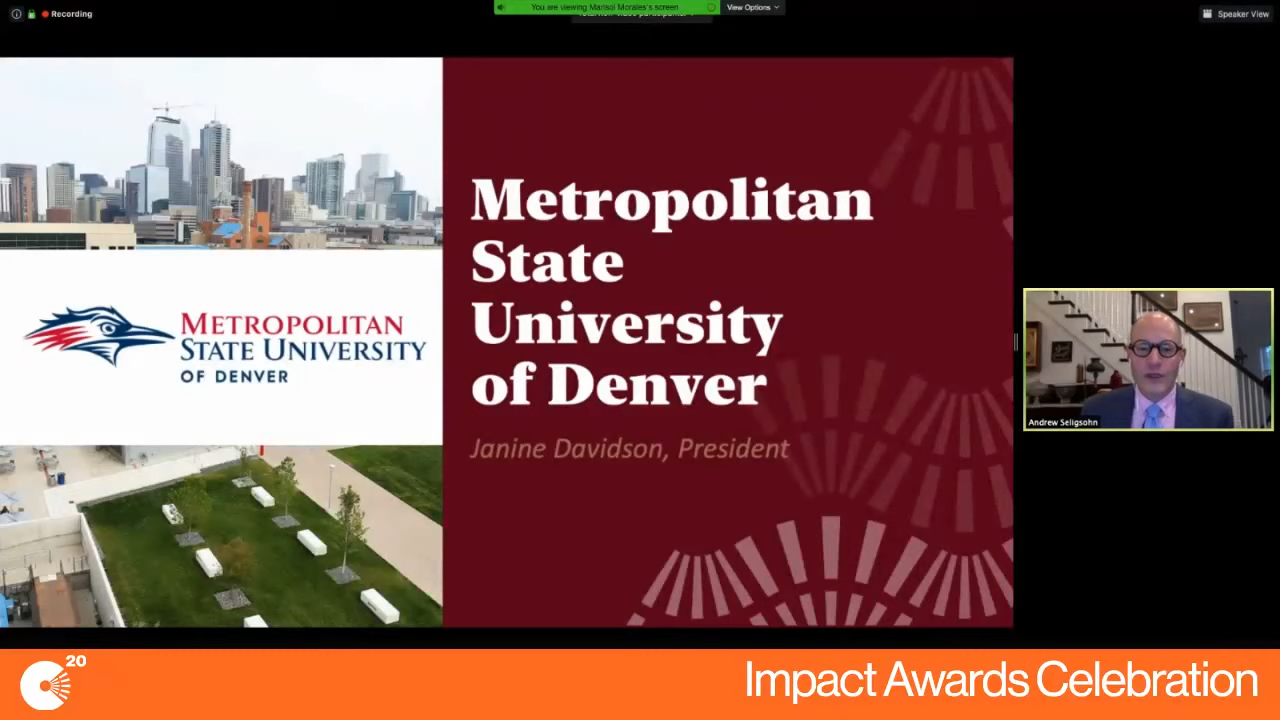 Recording
You are viewing Marisol Morales's screen
View Options
Speaker View
Metropolitan
State
University
of Denver
Janine Davidson, President
METROPOLITAN
STATE UNIVERSITY
OF DENVER
Andrew Seligsohn
20
Impact Awards Celebration